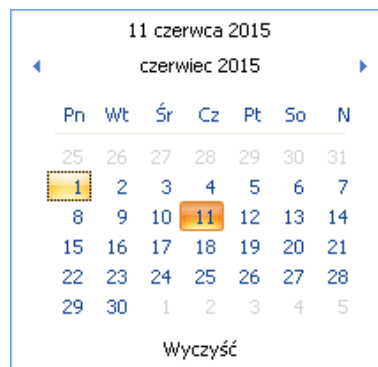 11 czerwca 2015
czerwiec 2015
Pn Wt Śr Cz Pt So N
25 26 27 28 29 30 31
1 2 3 4 5 6 7
8 9 10 11 12 13 14
15 16 17 18 19 20 21
22 23 24 25 26 27 28
29 30 1 2 3 4 5
Wyczyść